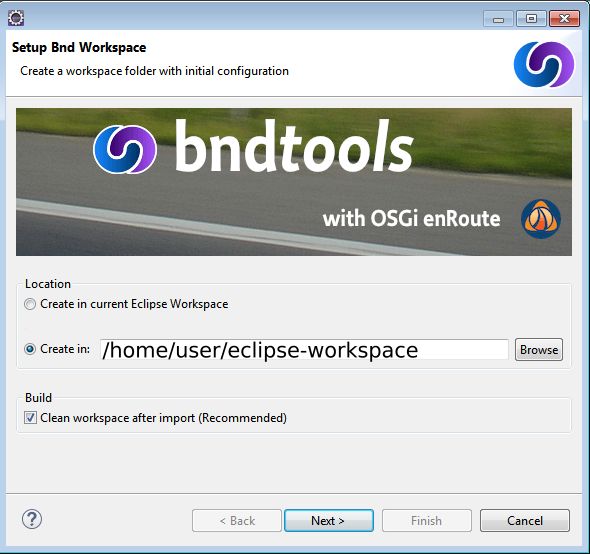 Setup Bnd Workspace
Create a workspace folder with initial configuration
bndtools
with OSGi enRoute
Location
Create in current Eclipse Workspace
Create in: /home/user/eclipse-workspace Browse
Build
Clean workspace after import (Recommended)
? < Back Next > Finish Cancel